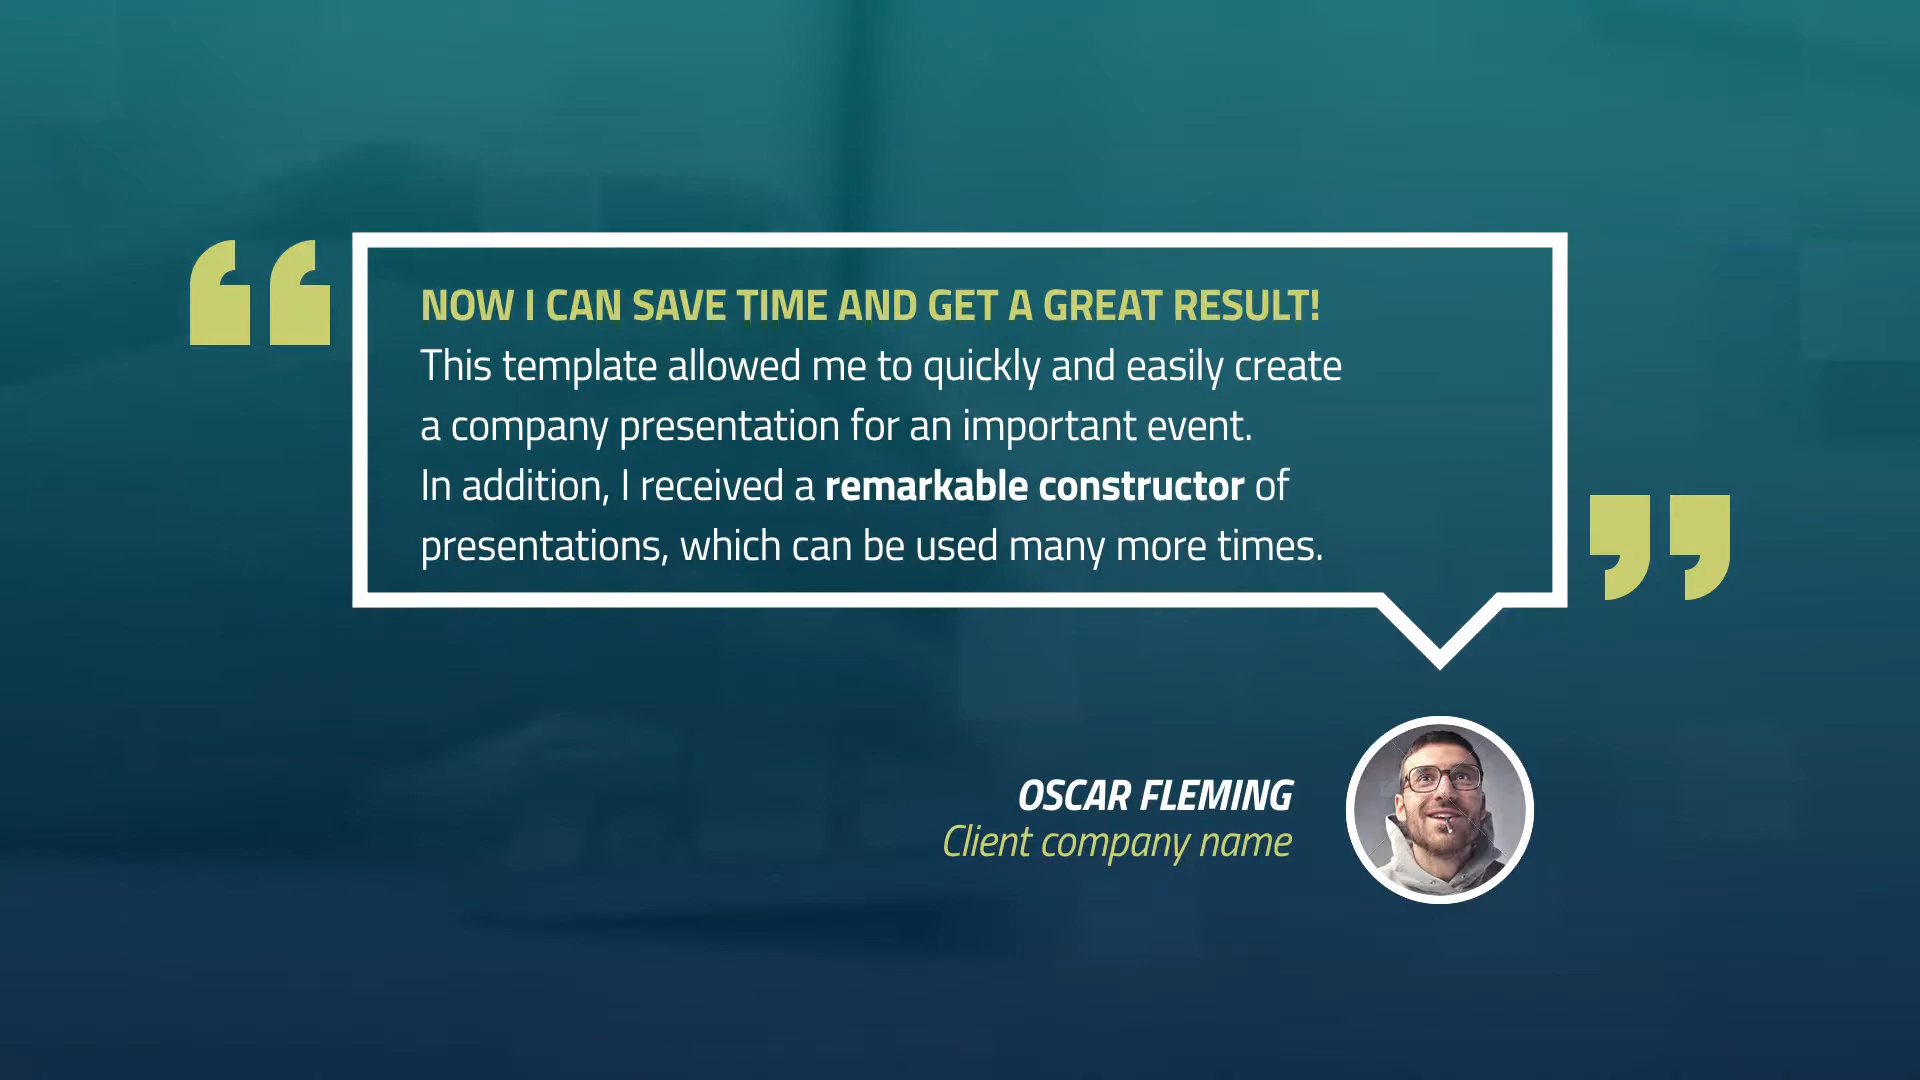 NOW I CAN SAVE TIME AND GET A GREAT RESULT!
This template allowed me to quickly and easily create
a company presentation for an important event.
In addition, I received a remarkable constructor of
presentations, which can be used many more times.
OSCAR FLEMING
Client company name